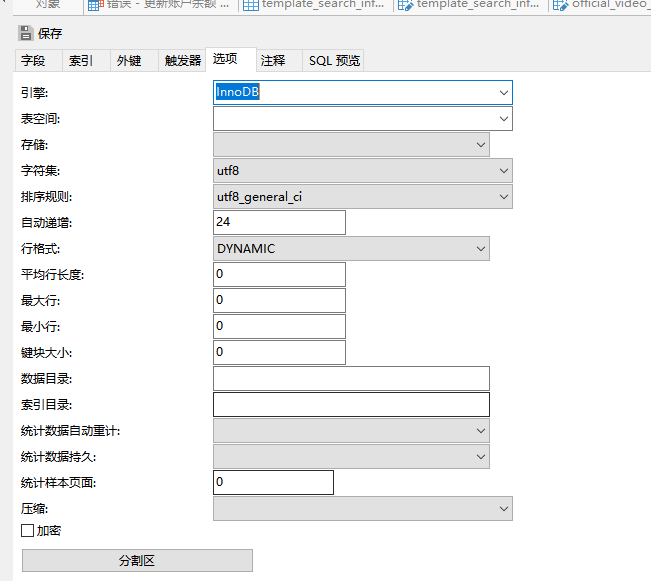 对象 错误 - 更新账户余额 ... template_search_inf... template_search_inf... official_video_
保存
字段 索引 外键 触发器 选项 注释 SQL 预览
引擎: InnoDB
表空间:
存储:
字符集: utf8
排序规则: utf8_general_ci
自动递增: 24
行格式: DYNAMIC
平均行长度: 0
最大行: 0
最小行: 0
键块大小: 0
数据目录:
索引目录:
统计数据自动重计:
统计数据持久:
统计样本页面: 0
压缩:
加密
分割区